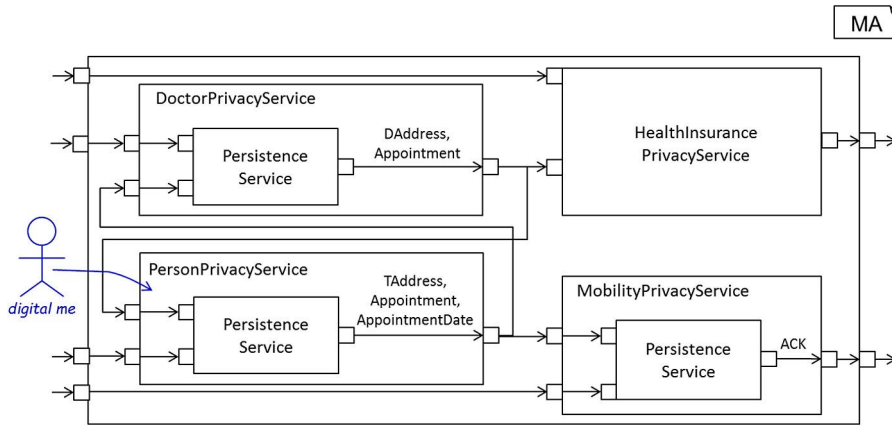 MA
DoctorPrivacyService
Persistence
Service
DAddress,
Appointment
HealthInsurance
PrivacyService
digital me
PersonPrivacyService
Persistence
Service
TAddress,
Appointment,
AppointmentDate
MobilityPrivacyService
Persistence
Service
ACK